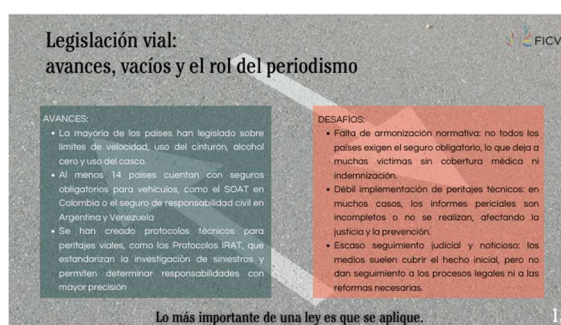 Legislación vial:
avances, vacíos y el rol del periodismo
FICV
AVANCES:
• La mayoría de los países han legislado sobre
límites de velocidad, uso del cinturón, alcohol
cero y uso del casco.
• Al menos 14 países cuentan con seguros
obligatorios para vehículos, como el SOAT en
Colombia o el seguro de responsabilidad civil en
Argentina y Venezuela
• Se han creado protocolos técnicos para
peritajes viales, como los Protocolos IRAT, que
estandarizan la investigación de siniestros y
permiten determinar responsabilidades con
mayor precisión
DESAFÍOS:
• Falta de armonización normativa: no todos los
países exigen el seguro obligatorio, lo que deja a
muchas víctimas sin cobertura médica ni
indemnización.
• Débil implementación de peritajes técnicos: en
muchos casos, los informes periciales son
incompletos o no se realizan, afectando la
justicia y la prevención.
• Escaso seguimiento judicial y noticioso: los
medios suelen cubrir el hecho inicial, pero no
dan seguimiento a los procesos legales ni a las
reformas necesarias.
Lo más importante de una ley es que se aplique.